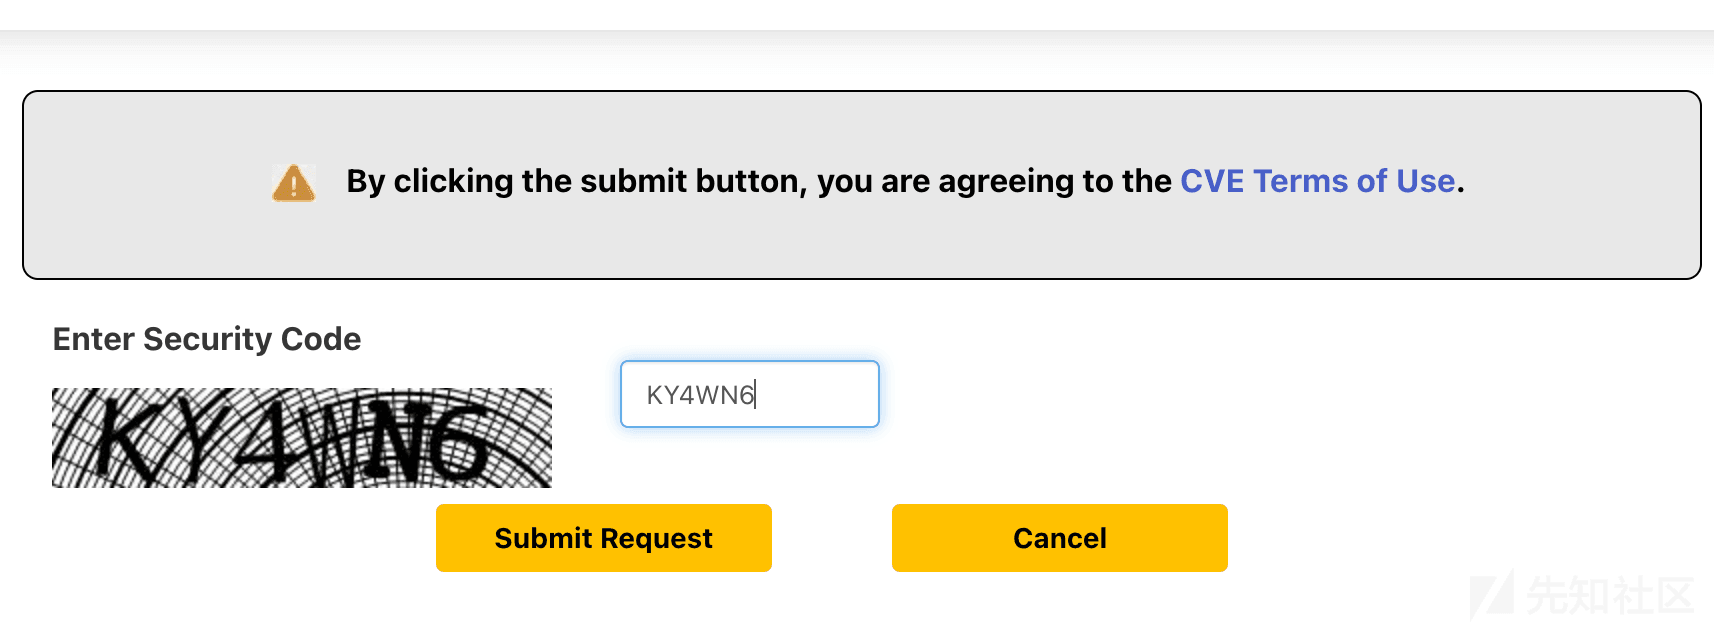 By clicking the submit button, you are agreeing to the CVE Terms of Use.
Enter Security Code
KY4WN6
KY4WN6
Submit Request
Cancel
先知社区